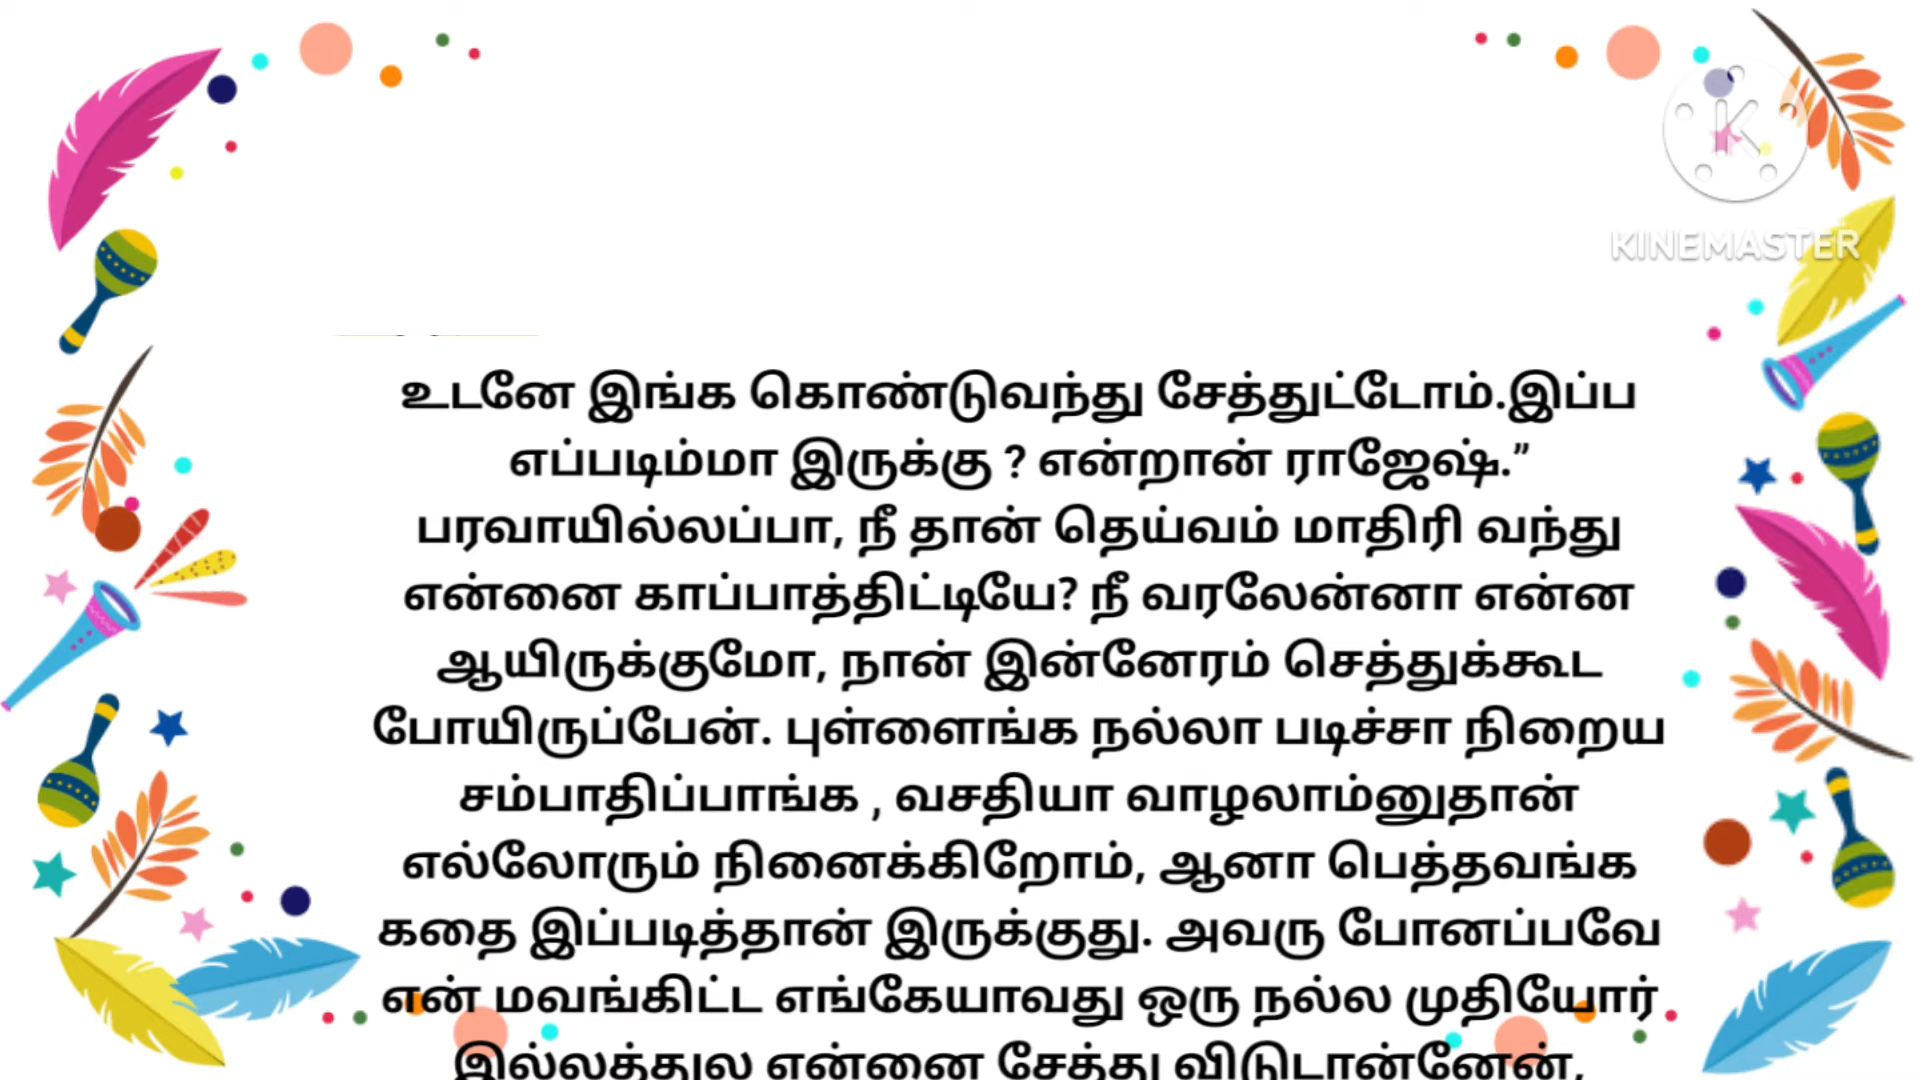 KINEMASTER
உடனே இங்க கொண்டுவந்து சேத்துட்டோம்.இப்ப
எப்படிம்மா இருக்கு ? என்றான் ராஜேஷ்.”
பரவாயில்லப்பா, நீ தான் தெய்வம் மாதிரி வந்து
என்னை காப்பாத்திட்டியே? நீ வரலேன்னா என்ன
ஆயிருக்குமோ, நான் இன்னேரம் செத்துக்கூட
போயிருப்பேன். புள்ளைங்க நல்லா படிச்சா நிறைய
சம்பாதிப்பாங்க , வசதியா வாழலாம்னுதான்
எல்லோரும் நினைக்கிறோம், ஆனா பெத்தவங்க
கதை இப்படித்தான் இருக்குது. அவரு போனப்பவே
என் மவங்கிட்ட எங்கேயாவது ஒரு நல்ல முதியோர்
இல்லத்துல என்னை சேத்து விடுடான்னேன்,